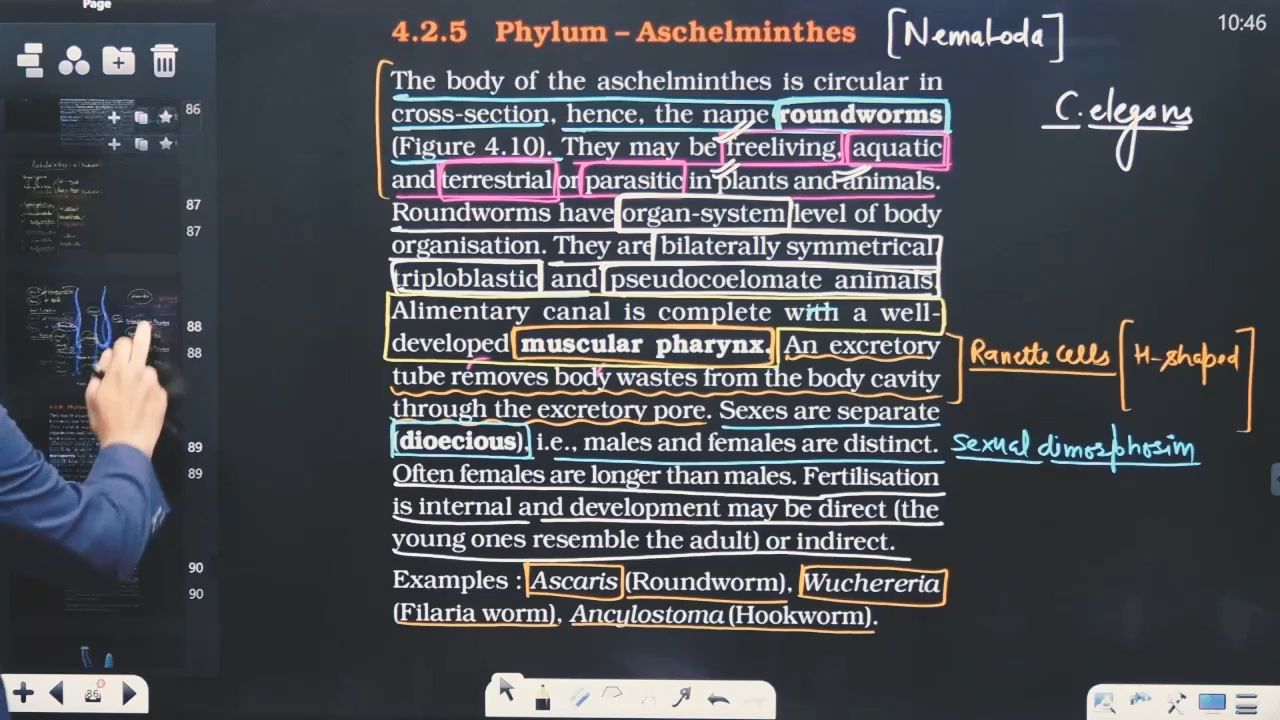 Page
10:46
4.2.5 Phylum – Aschelminthes [Nematoda]
The body of the aschelminthes is circular in
cross-section, hence, the name roundworms
C. elegans
(Figure 4.10). They may be freeliving, aquatic
and terrestrial or parasitic in plants and animals.
Roundworms have organ-system level of body
organisation. They are bilaterally symmetrical,
triploblastic and pseudocoelomate animals.
Alimentary canal is complete with a well-
developed muscular pharynx. An excretory
Ranette cells [H-shaped]
tube removes body wastes from the body cavity
through the excretory pore. Sexes are separate
(dioecious), i.e., males and females are distinct.
Sexual dimorphosim
Often females are longer than males. Fertilisation
is internal and development may be direct (the
young ones resemble the adult) or indirect.
Examples : Ascaris (Roundworm), Wuchereria
(Filaria worm), Ancylostoma (Hookworm).
86
87
87
88
88
89
89
90
90
86